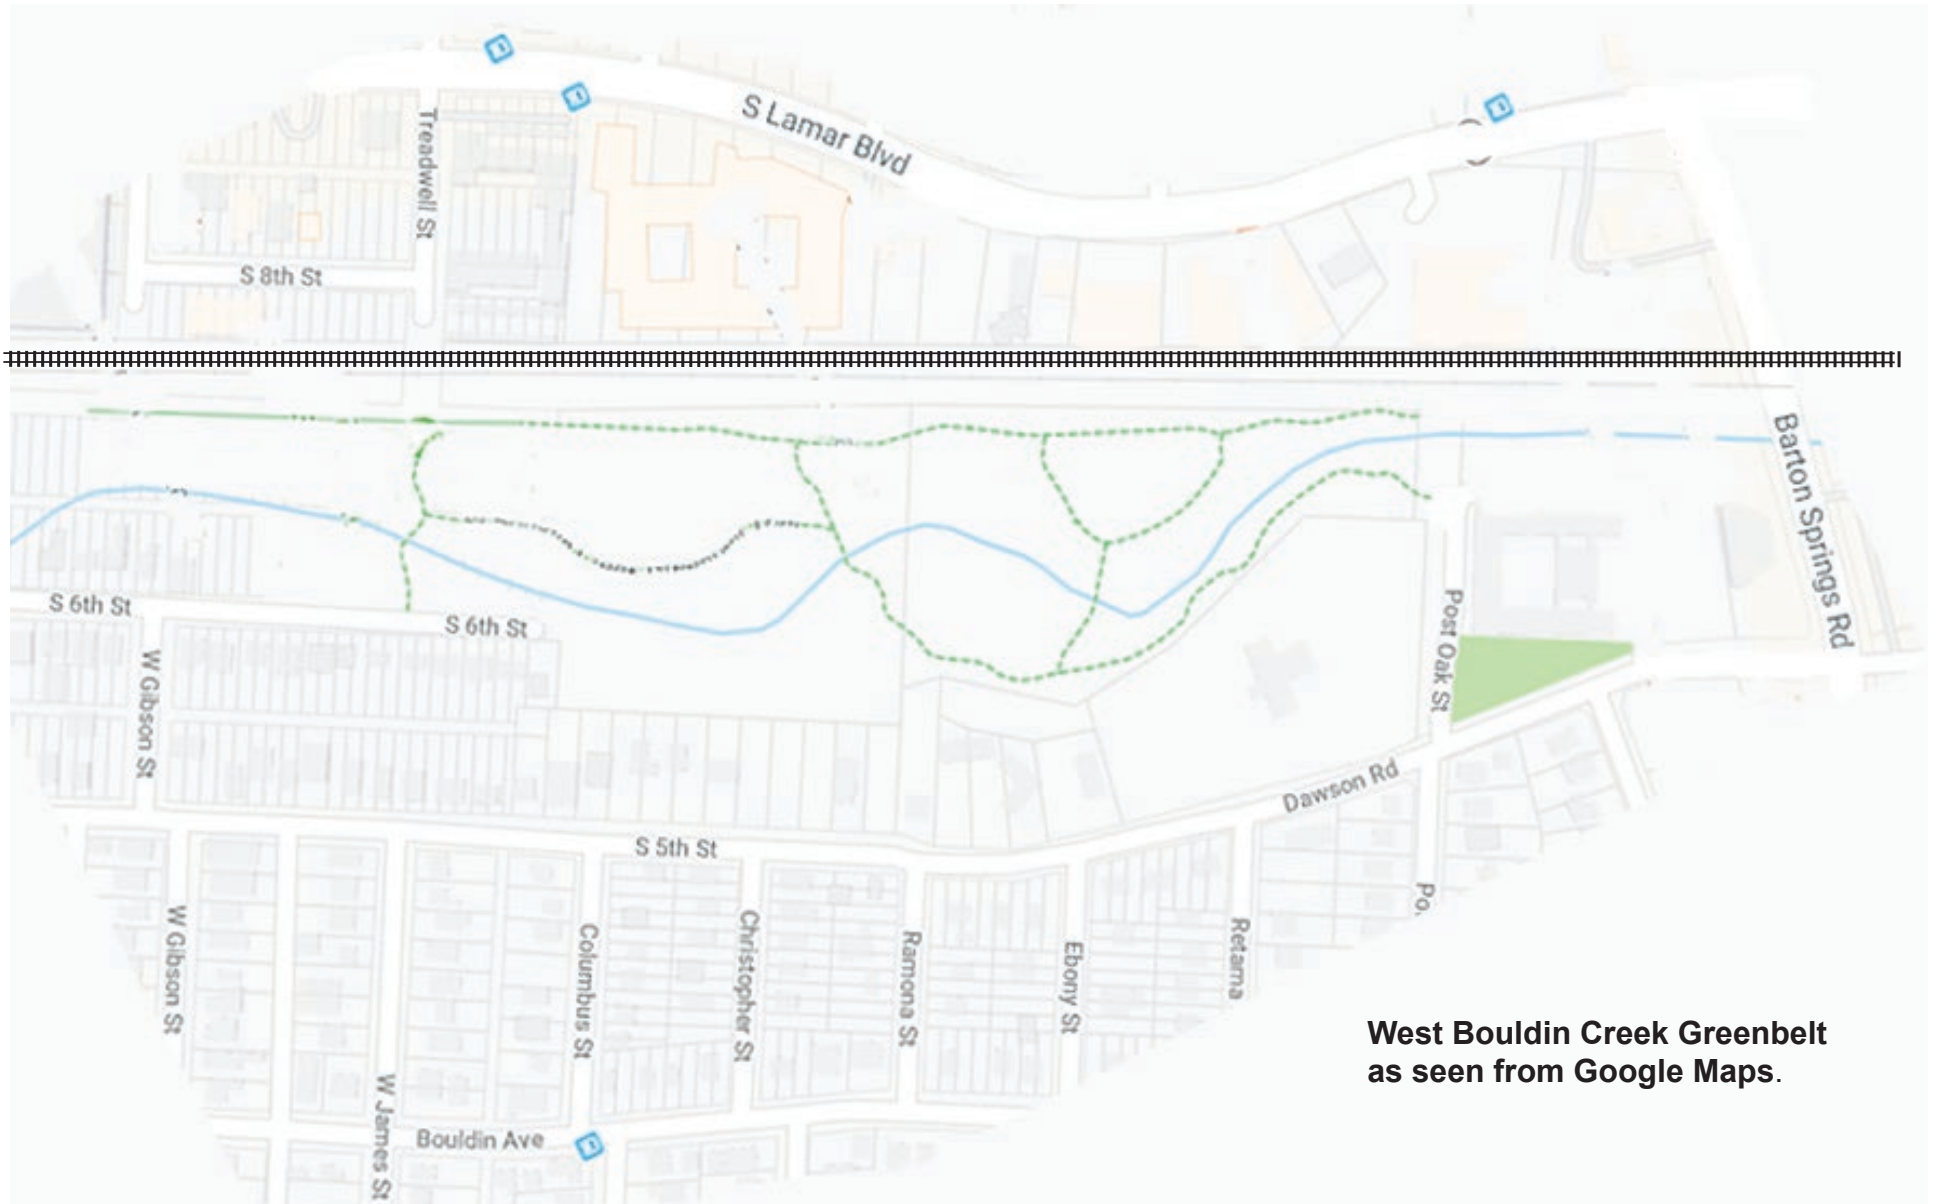 S Lamar Blvd
Treadwell St
S 8th St
Barton Springs Rd
S 6th St
S 6th St
Post Oak St
W Gibson St
Dawson Rd
S 5th St
Po.
W Gibson St
Columbus St
Christopher St
Ramona St
Ebony St
Retama
West Bouldin Creek Greenbelt
as seen from Google Maps.
W James St
Bouldin Ave